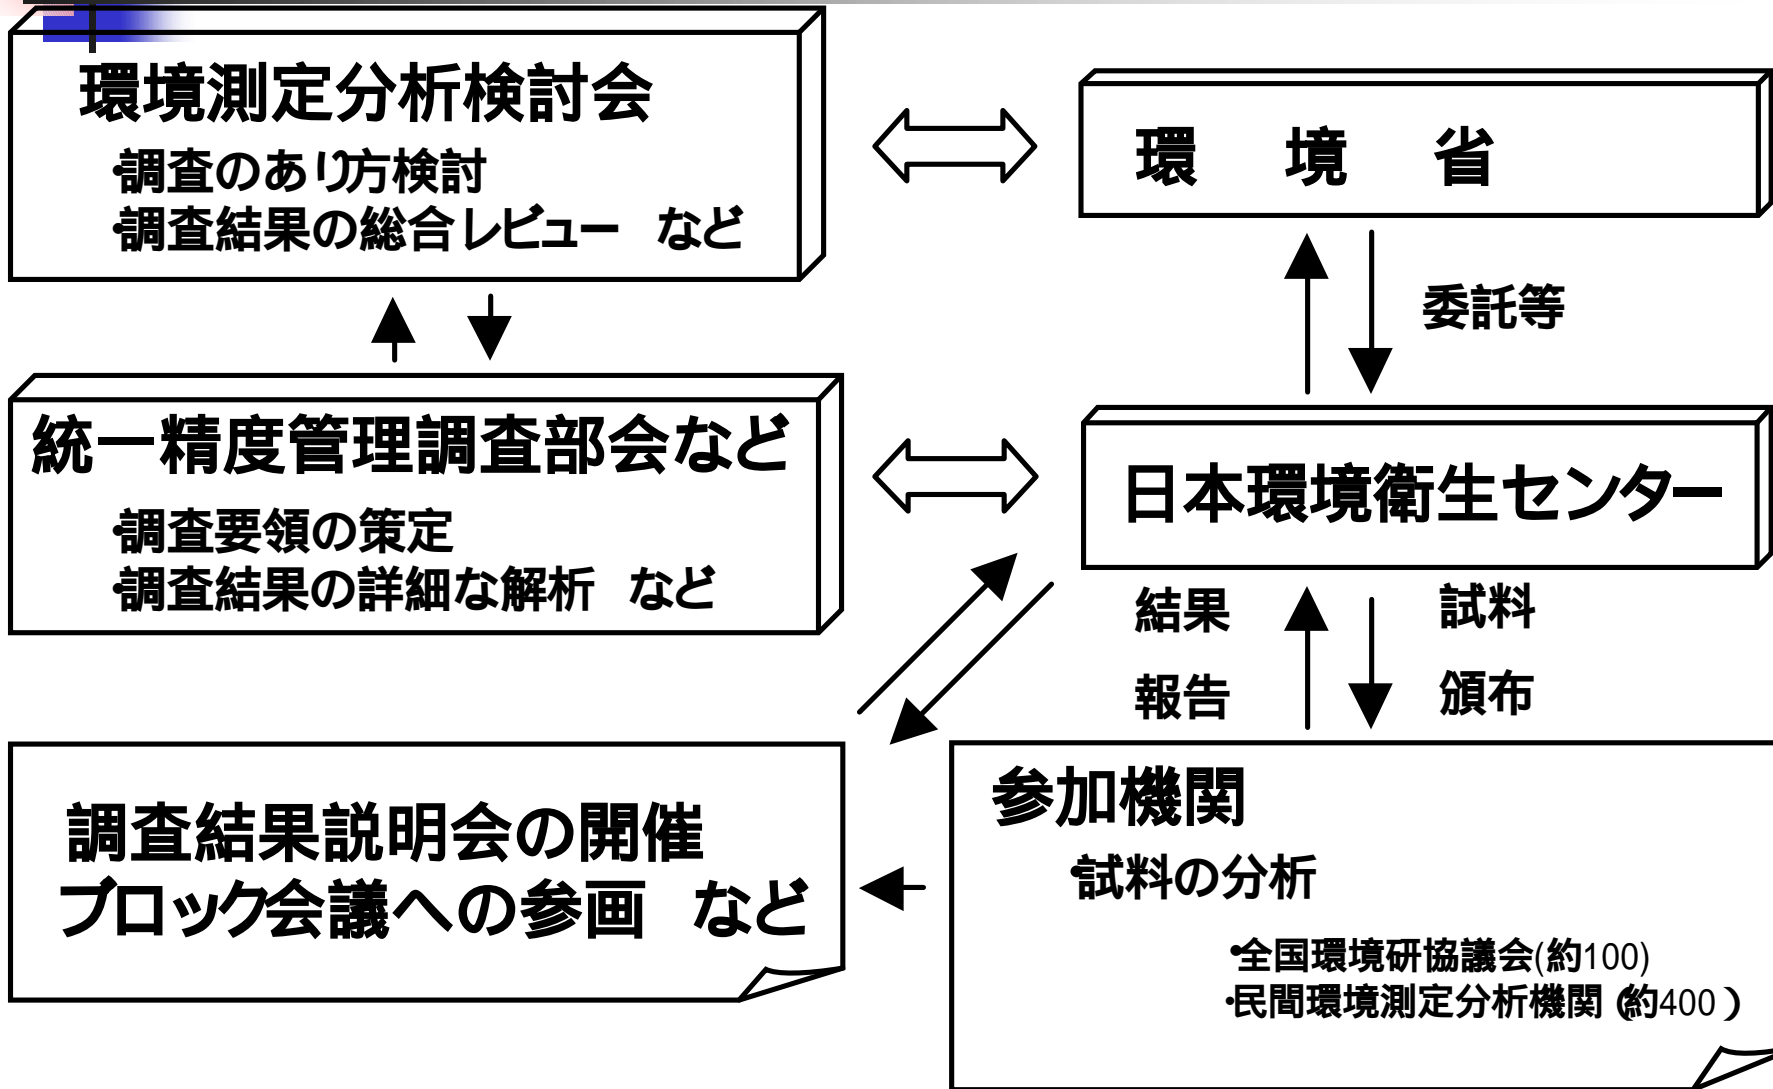 環境測定分析検討会
・調査のあり方検討
・調査結果の総合レビュー　など
環　境　省
委託等
統一精度管理調査部会など
・調査要領の策定
・調査結果の詳細な解析　など
日本環境衛生センター
結果
報告
試料
頒布
調査結果説明会の開催
ブロック会議への参画　など
参加機関
・試料の分析
・全国環境研協議会(約100)
・民間環境測定分析機関（約400）